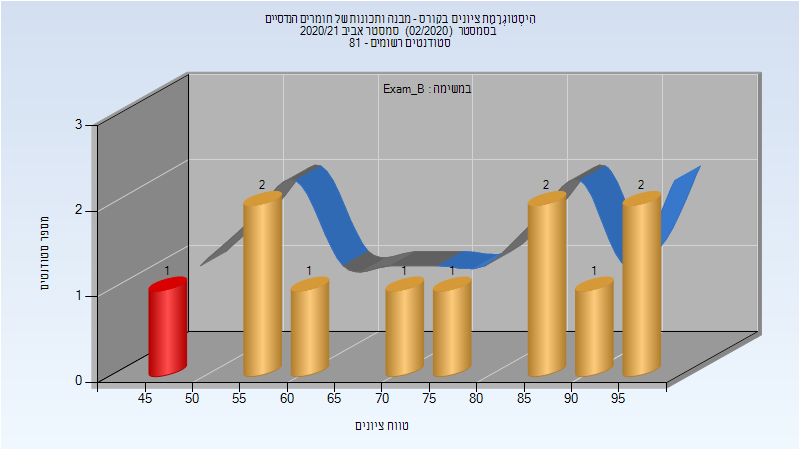 היסטוגרמת ציונים בקורס - מבנה ותכונות של חומרים הנדסיים
בסמסטר (02/2020) סמסטר אביב 2020/21
סטודנטים רשומים - 81
במשימה : Exam_B
מספר סטודנטים
3
2
1
0
1
2
1
1
1
2
1
2
45 50 55 60 65 70 75 80 85 90 95
טווח ציונים